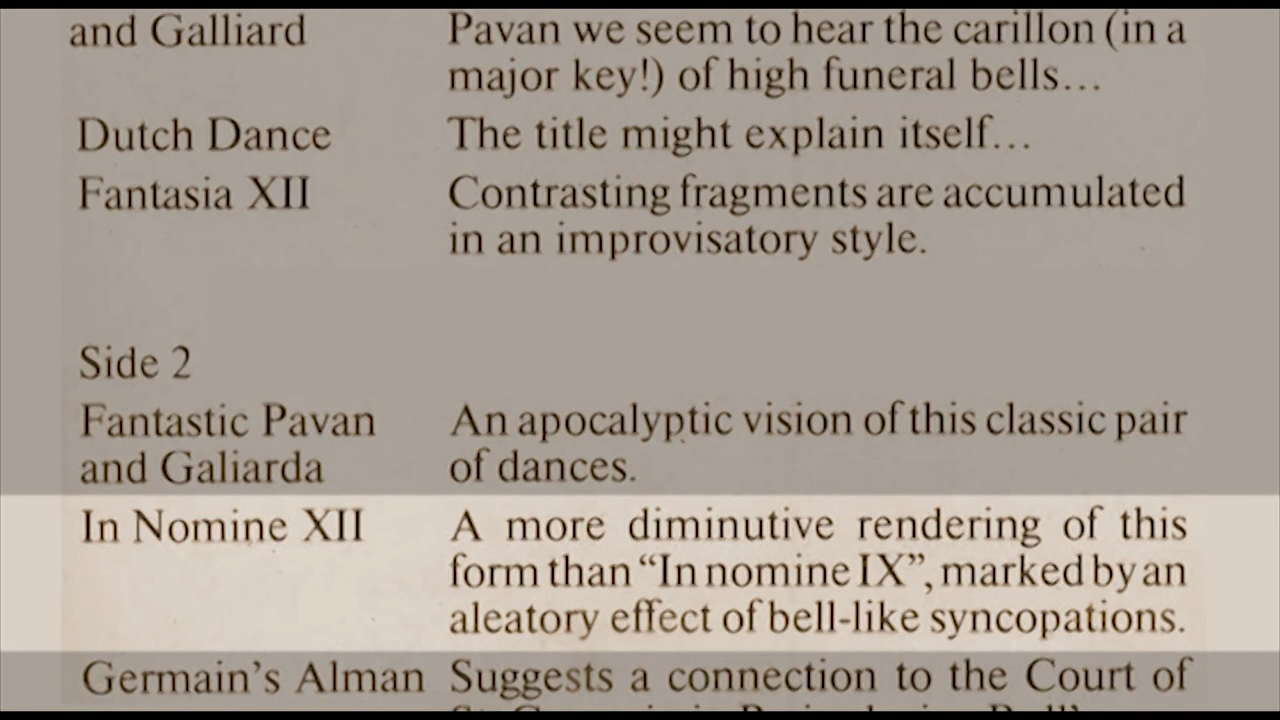 and Galliard Pavan we seem to hear the carillon (in a
major key!) of high funeral bells...
Dutch Dance The title might explain itself...
Fantasia XII Contrasting fragments are accumulated
in an improvisatory style.
Side 2
Fantastic Pavan An apocalyptic vision of this classic pair
and Galiarda of dances.
In Nomine XII A more diminutive rendering of this
form than “In nomine IX”, marked by an
aleatory effect of bell-like syncopations.
Germain’s Alman Suggests a connection to the Court of